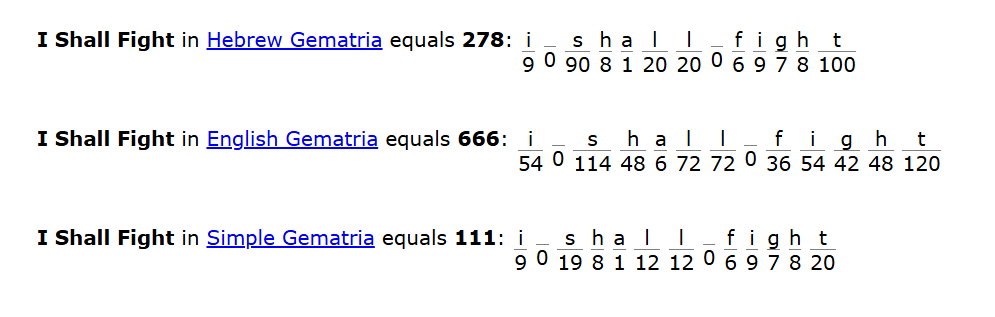 I Shall Fight in Hebrew Gematria equals 278: i _ s h a l l _ f i g h t
9 0 90 8 1 20 20 0 6 9 7 8 100
I Shall Fight in English Gematria equals 666: i _ s h a l l _ f i g h t
54 0 114 48 6 72 72 0 36 54 42 48 120
I Shall Fight in Simple Gematria equals 111: i _ s h a l l _ f i g h t
9 0 19 8 1 12 12 0 6 9 7 8 20